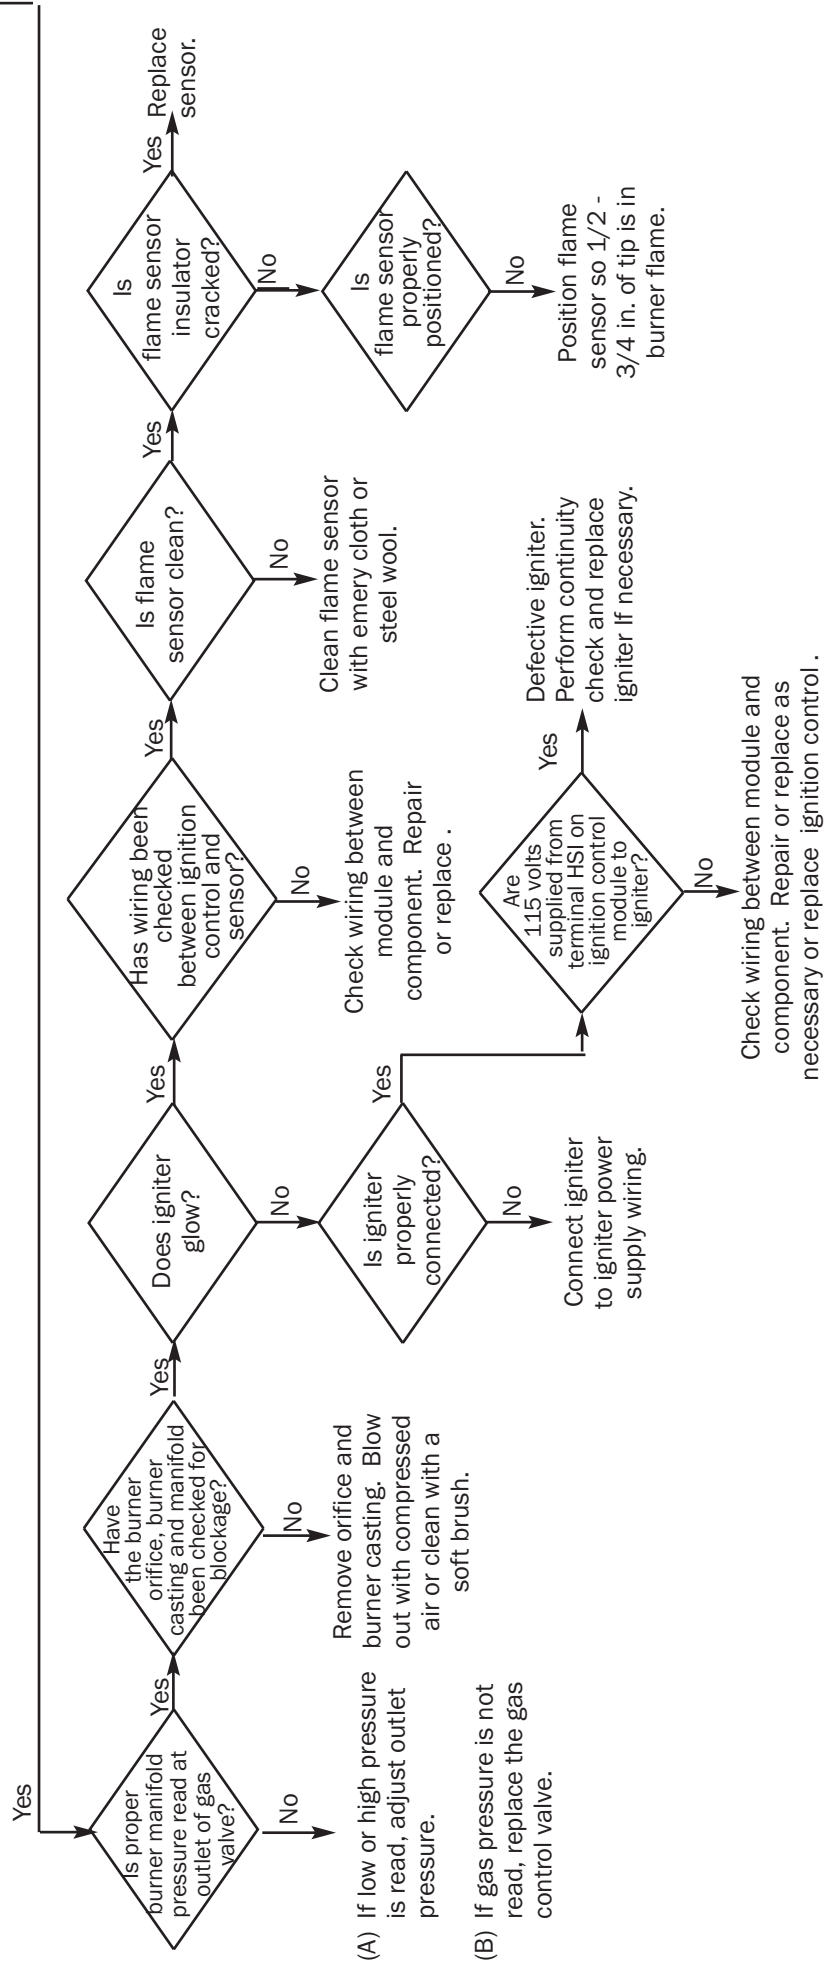 Yes
Is proper
burner manifold
pressure read at
outlet of gas
valve?
Yes
No
(A) If low or high pressure
is read, adjust outlet
pressure.
(B) If gas pressure is not
read, replace the gas
control valve.
Have
the burner
orifice, burner
casting and manifold
been checked for
blockage?
Yes
No
Remove orifice and
burner casting. Blow
out with compressed
air or clean with a
soft brush.
Does igniter
glow?
Yes
No
Is igniter
properly
connected?
Yes
No
Connect igniter
to igniter power
supply wiring.
Has wiring been
checked
between ignition
control and
sensor?
Yes
No
Check wiring between
module and
component. Repair
or replace .
Are
115 volts
supplied from
terminal HSI on
ignition control
module to
igniter?
Yes
Defective igniter.
Perform continuity
check and replace
igniter If necessary.
No
Check wiring between module and
component. Repair or replace as
necessary or replace ignition control .
Is flame
sensor clean?
Yes
No
Clean flame sensor
with emery cloth or
steel wool.
Is
flame sensor
insulator
cracked?
Yes
Replace
sensor.
No
Is
flame sensor
properly
positioned?
No
Position flame
sensor so 1/2 -
3/4 in. of tip is in
burner flame.